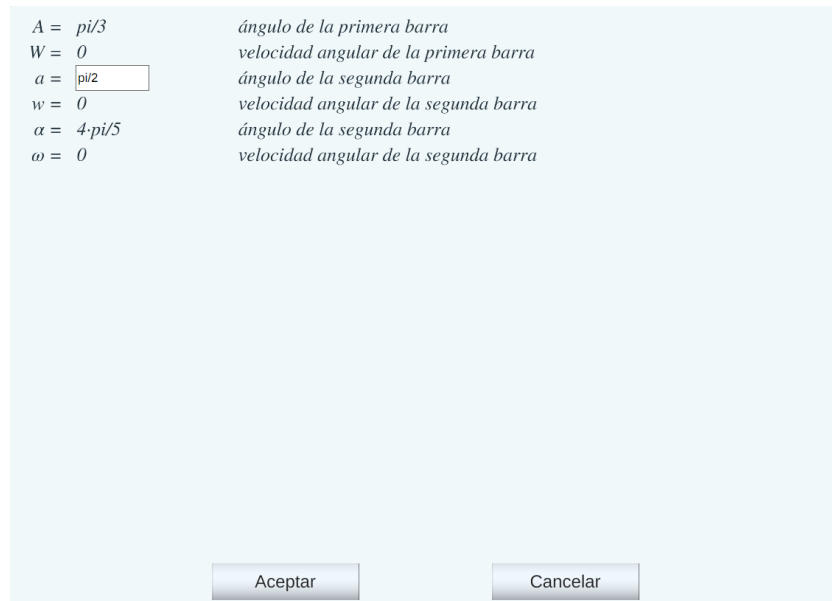 A = pi/3 ángulo de la primera barra
W = 0 velocidad angular de la primera barra
a = pi/2 ángulo de la segunda barra
w = 0 velocidad angular de la segunda barra
α = 4·pi/5 ángulo de la segunda barra
ω = 0 velocidad angular de la segunda barra
Aceptar Cancelar